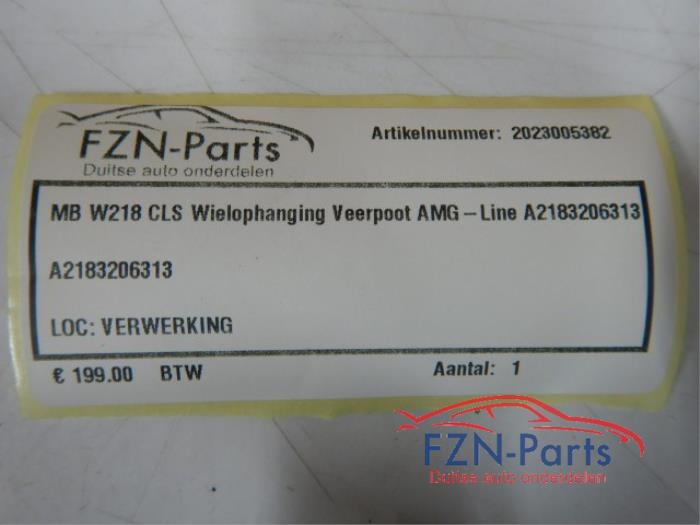 FZN-Parts
Duitse auto onderdelen
Artikelnummer: 2023005382
MB W218 CLS Wielophanging Veerpoot AMG-Line A2183206313
A2183206313
LOC: VERWERKING
€ 199.00 BTW
Aantal: 1
FZN-Parts
Duitse auto onderdelen